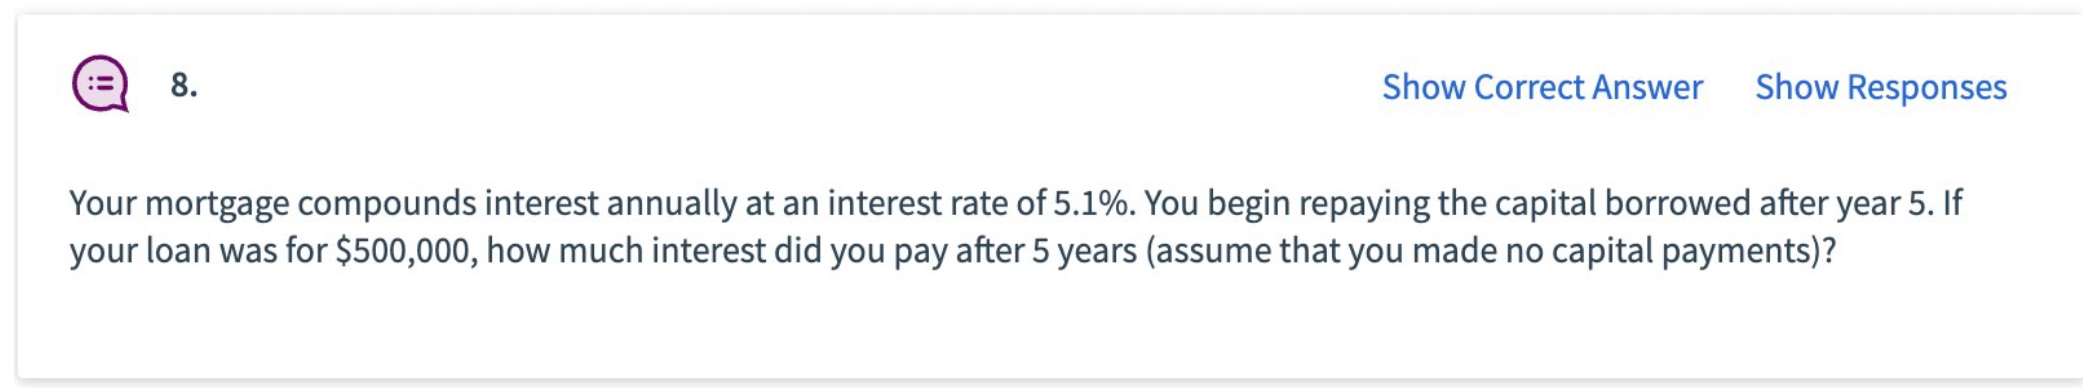 8.
Show Correct Answer Show Responses
Your mortgage compounds interest annually at an interest rate of 5.1%. You begin repaying the capital borrowed after year 5. If
your loan was for $500,000, how much interest did you pay after 5 years (assume that you made no capital payments)?